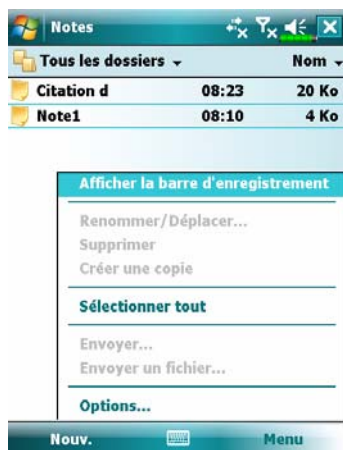 Notes
Tous les dossiers Nom
Citation d 08:23 20 Ko
Note1 08:10 4 Ko
Afficher la barre d'enregistrement
Renommer/Déplacer...
Supprimer
Créer une copie
Sélectionner tout
Envoyer...
Envoyer un fichier...
Options...
Nouv. Menu